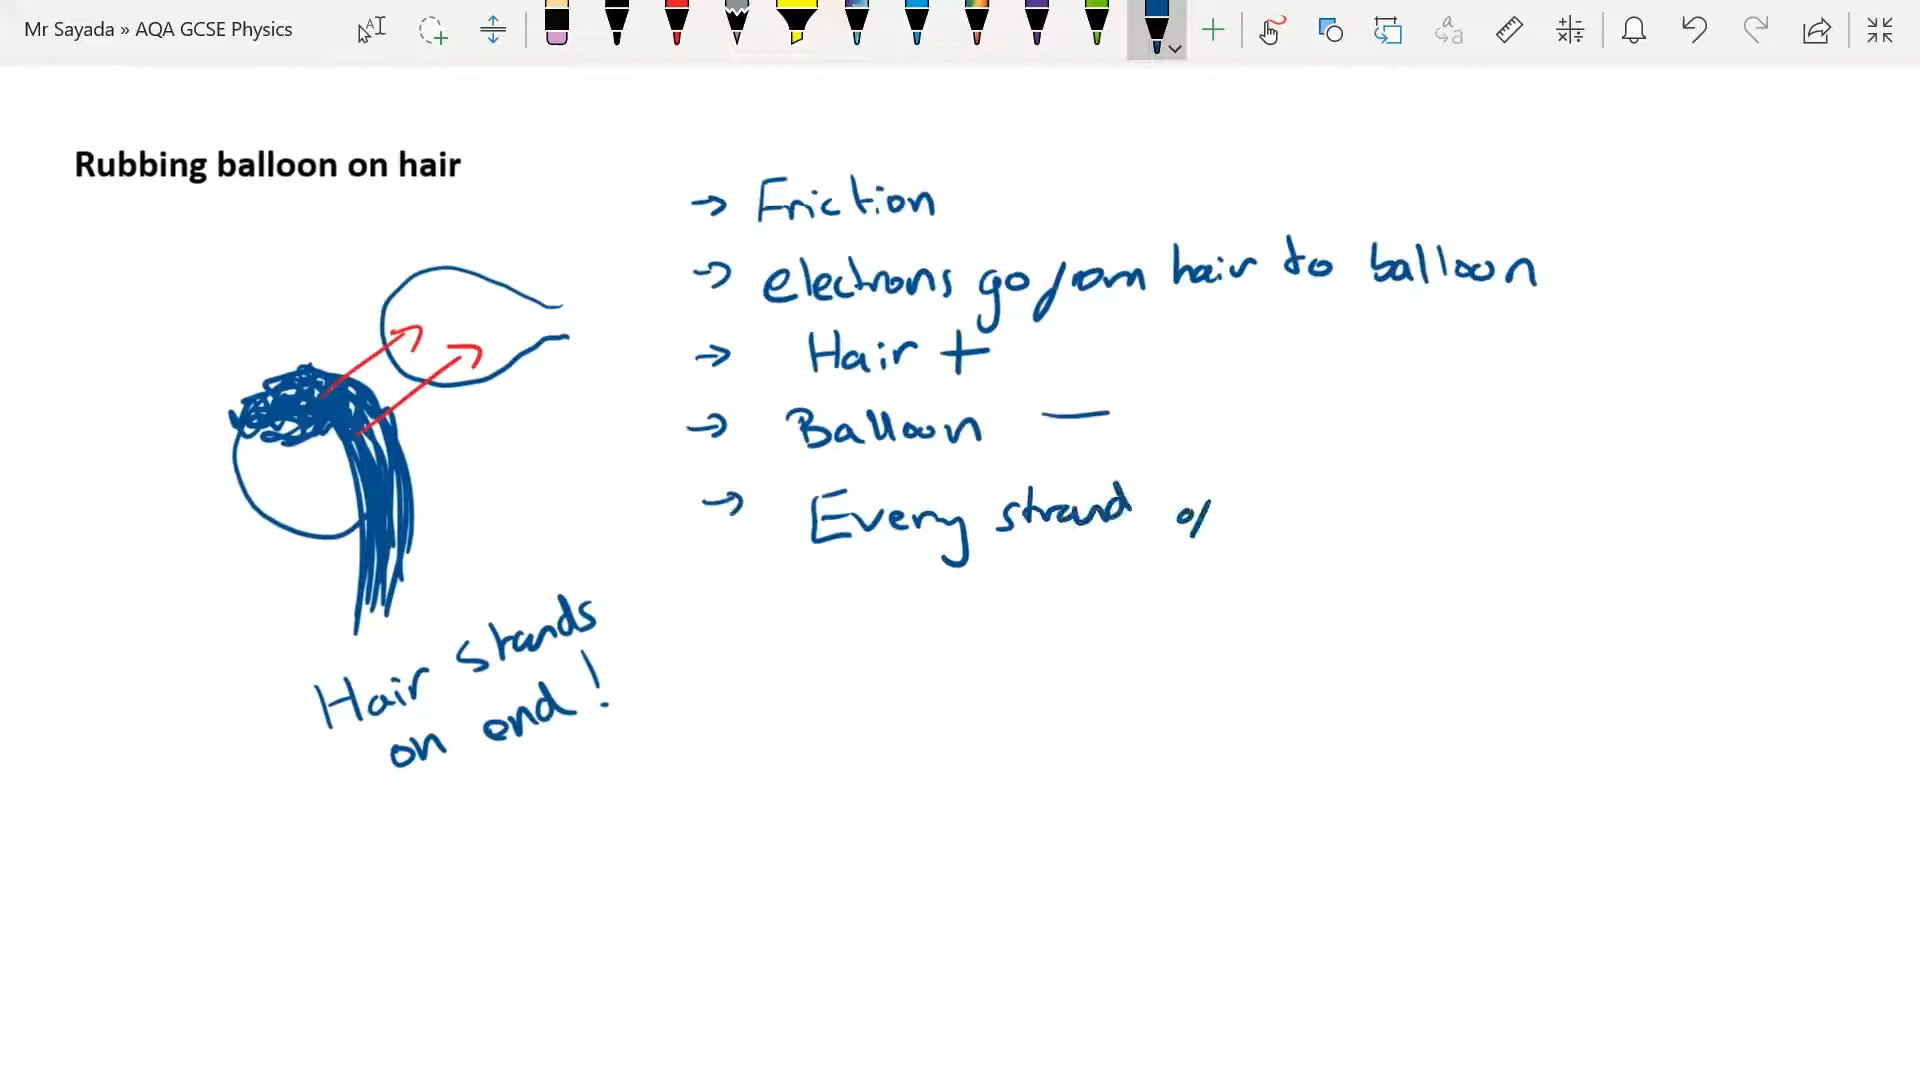 Mr Sayada » AQA GCSE Physics
Rubbing balloon on hair
→ Friction
→ electrons go from hair to balloon
→ Hair +
→ Balloon —
→ Every strand of
Hair stands
on end!